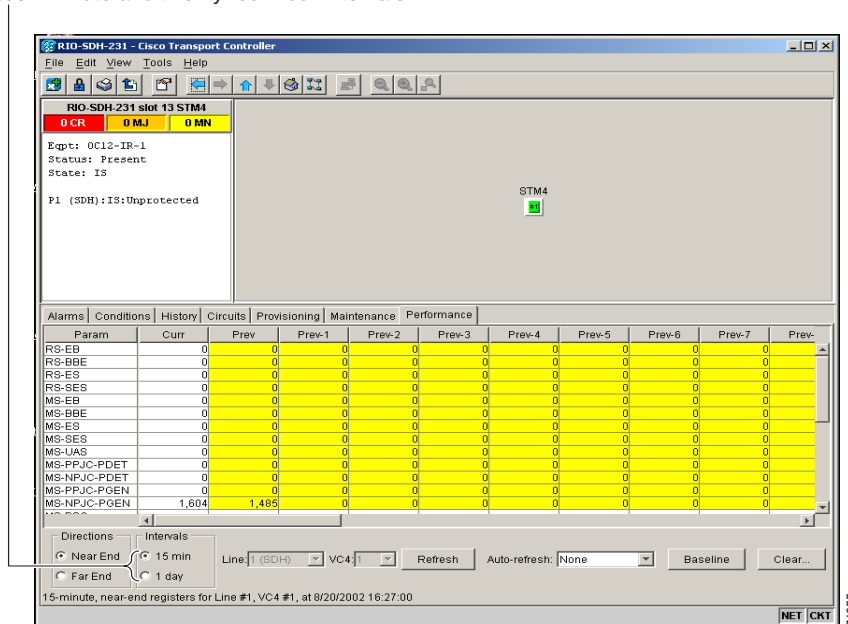 RIO-SDH-231 - Cisco Transport Controller
File Edit View Tools Help
RIO-SDH-231 slot 13 STM4
0 CR 0 MJ 0 MN
Eqpt: OC12-IR-1
Status: Present
State: IS
P1 (SDH):IS:Unprotected
STM4
01
Alarms Conditions History Circuits Provisioning Maintenance Performance
Param Curr Prev Prev-1 Prev-2 Prev-3 Prev-4 Prev-5 Prev-6 Prev-7 Prev-
RS-EB 0 0 0 0 0 0 0 0 0
RS-BBE 0 0 0 0 0 0 0 0 0
RS-ES 0 0 0 0 0 0 0 0 0
RS-SES 0 0 0 0 0 0 0 0 0
MS-EB 0 0 0 0 0 0 0 0 0
MS-BBE 0 0 0 0 0 0 0 0 0
MS-ES 0 0 0 0 0 0 0 0 0
MS-SES 0 0 0 0 0 0 0 0 0
MS-UAS 0 0 0 0 0 0 0 0 0
MS-PPJC-PDET 0 0 0 0 0 0 0 0 0
MS-NPJC-PDET 0 0 0 0 0 0 0 0 0
MS-PPJC-PGEN 0 0 0 0 0 0 0 0 0
MS-NPJC-PGEN 1,604 1,485 0 0 0 0 0 0 0
Directions Intervals
Near End 15 min Line: 1 (SDH) VC4: 1 Refresh Auto-refresh: None Baseline Clear...
Far End 1 day
15-minute, near-end registers for Line #1, VC4 #1, at 8/20/2002 16:27:00
NET CKT